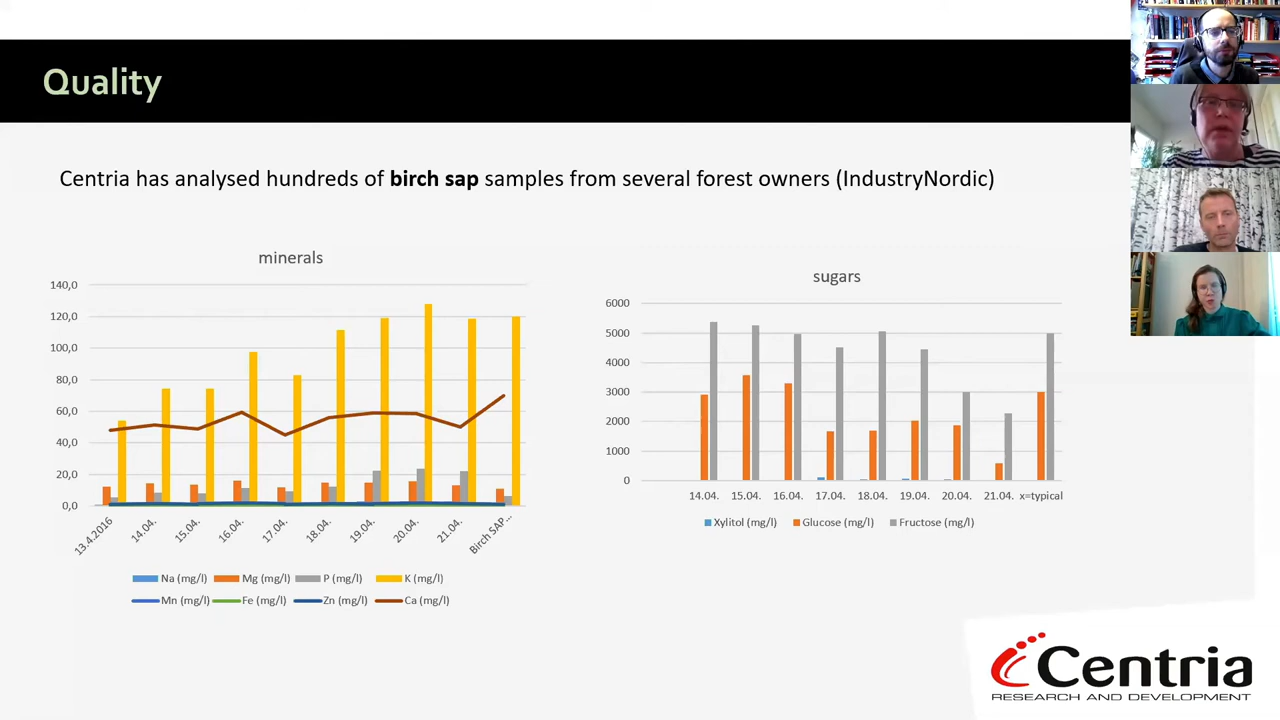 Quality
Centria has analysed hundreds of birch sap samples from several forest owners (IndustryNordic)
minerals
140,0
120,0
100,0
80,0
60,0
40,0
20,0
0,0
13.4.2016
14.04.
15.04.
16.04.
17.04.
18.04.
19.04.
20.04.
21.04.
Birch SAP...
Na (mg/l) Mg (mg/l) P (mg/l) K (mg/l)
Mn (mg/l) Fe (mg/l) Zn (mg/l) Ca (mg/l)
sugars
6000
5000
4000
3000
2000
1000
0
14.04. 15.04. 16.04. 17.04. 18.04. 19.04. 20.04. 21.04. x=typical
Xylitol (mg/l) Glucose (mg/l) Fructose (mg/l)
Centria
RESEARCH AND DEVELOPMENT